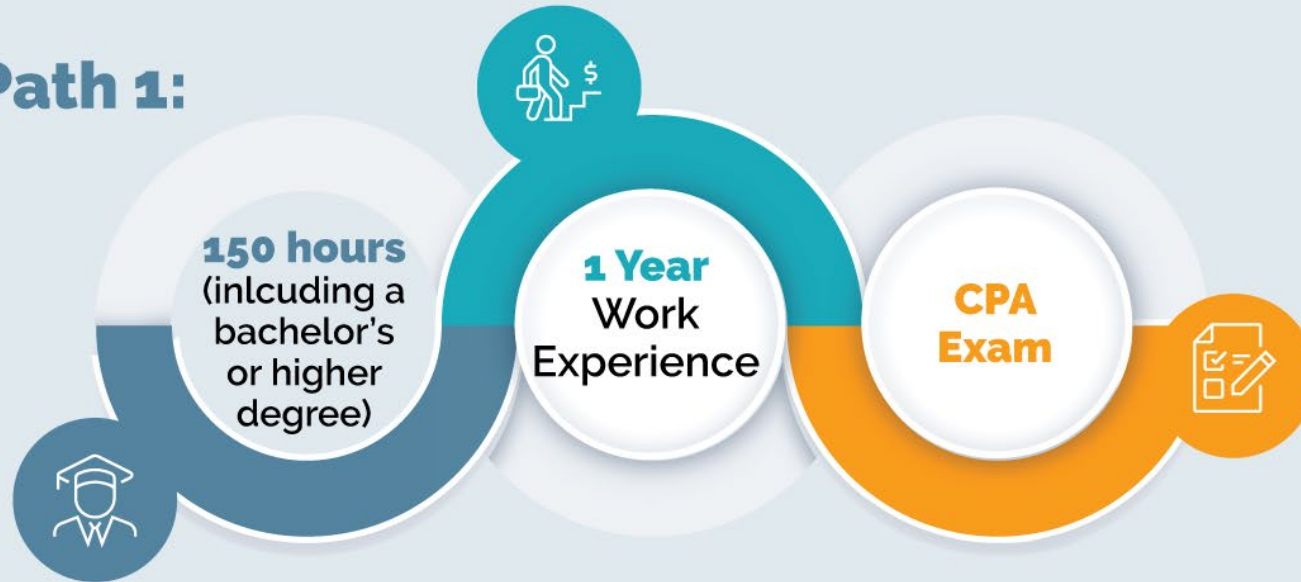 Path 1:
150 hours
(inlcuding a
bachelor's
or higher
degree)
1 Year
Work
Experience
CPA
Exam
$